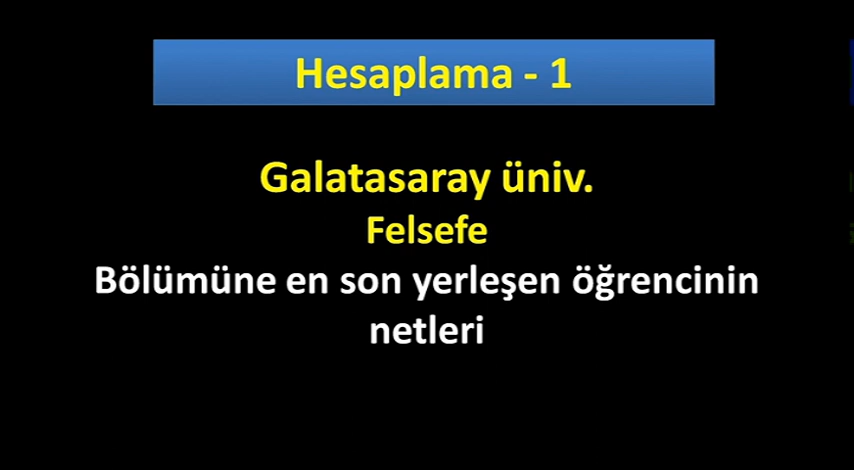 Hesaplama - 1
Galatasaray üniv.
Felsefe
Bölümüne en son yerleşen öğrencinin
netleri